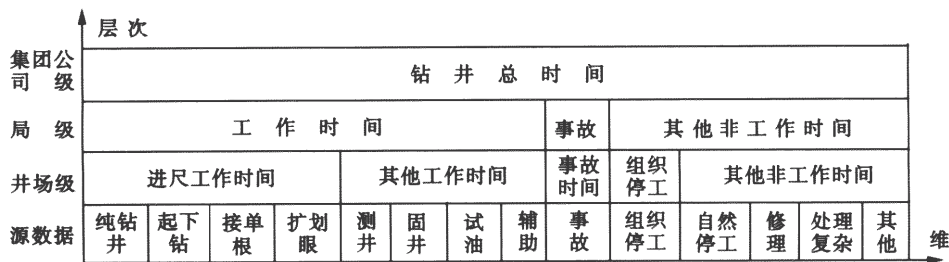 层次
集团公司级
钻井总时间
局级
工作时间
事故
其他非工作时间
井场级
进尺工作时间
其他工作时间
事故时间
组织停工
其他非工作时间
源数据
纯钻井
起下钻
接单根
扩划眼
测井
固井
试油
辅助
事故
组织停工
自然停工
修理
处理复杂
其他
维